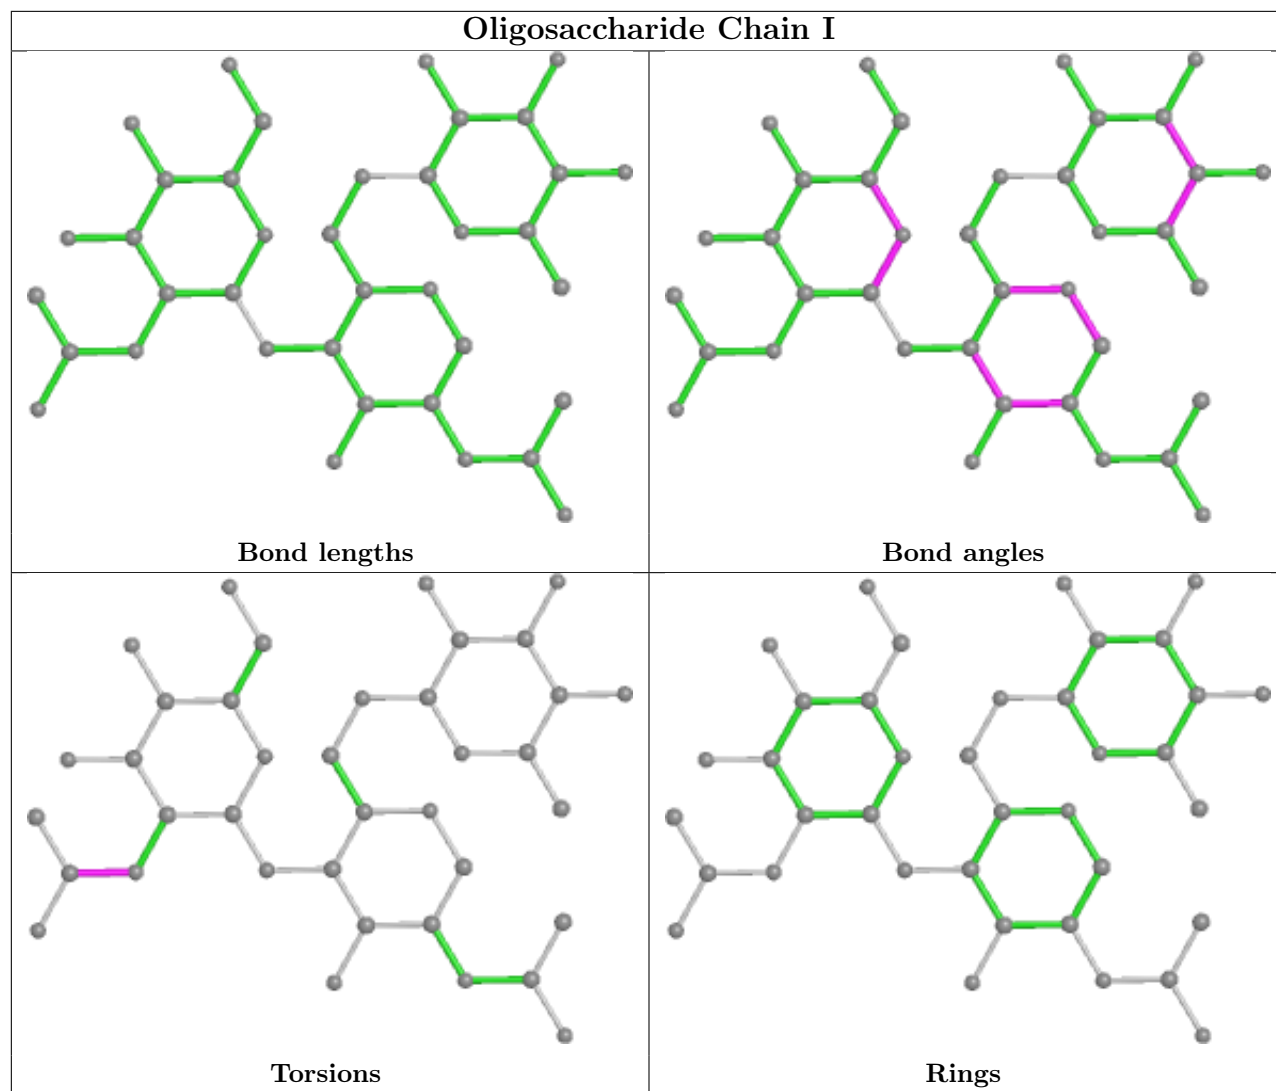 Oligosaccharide Chain I
Bond lengths
Bond angles
Torsions
Rings